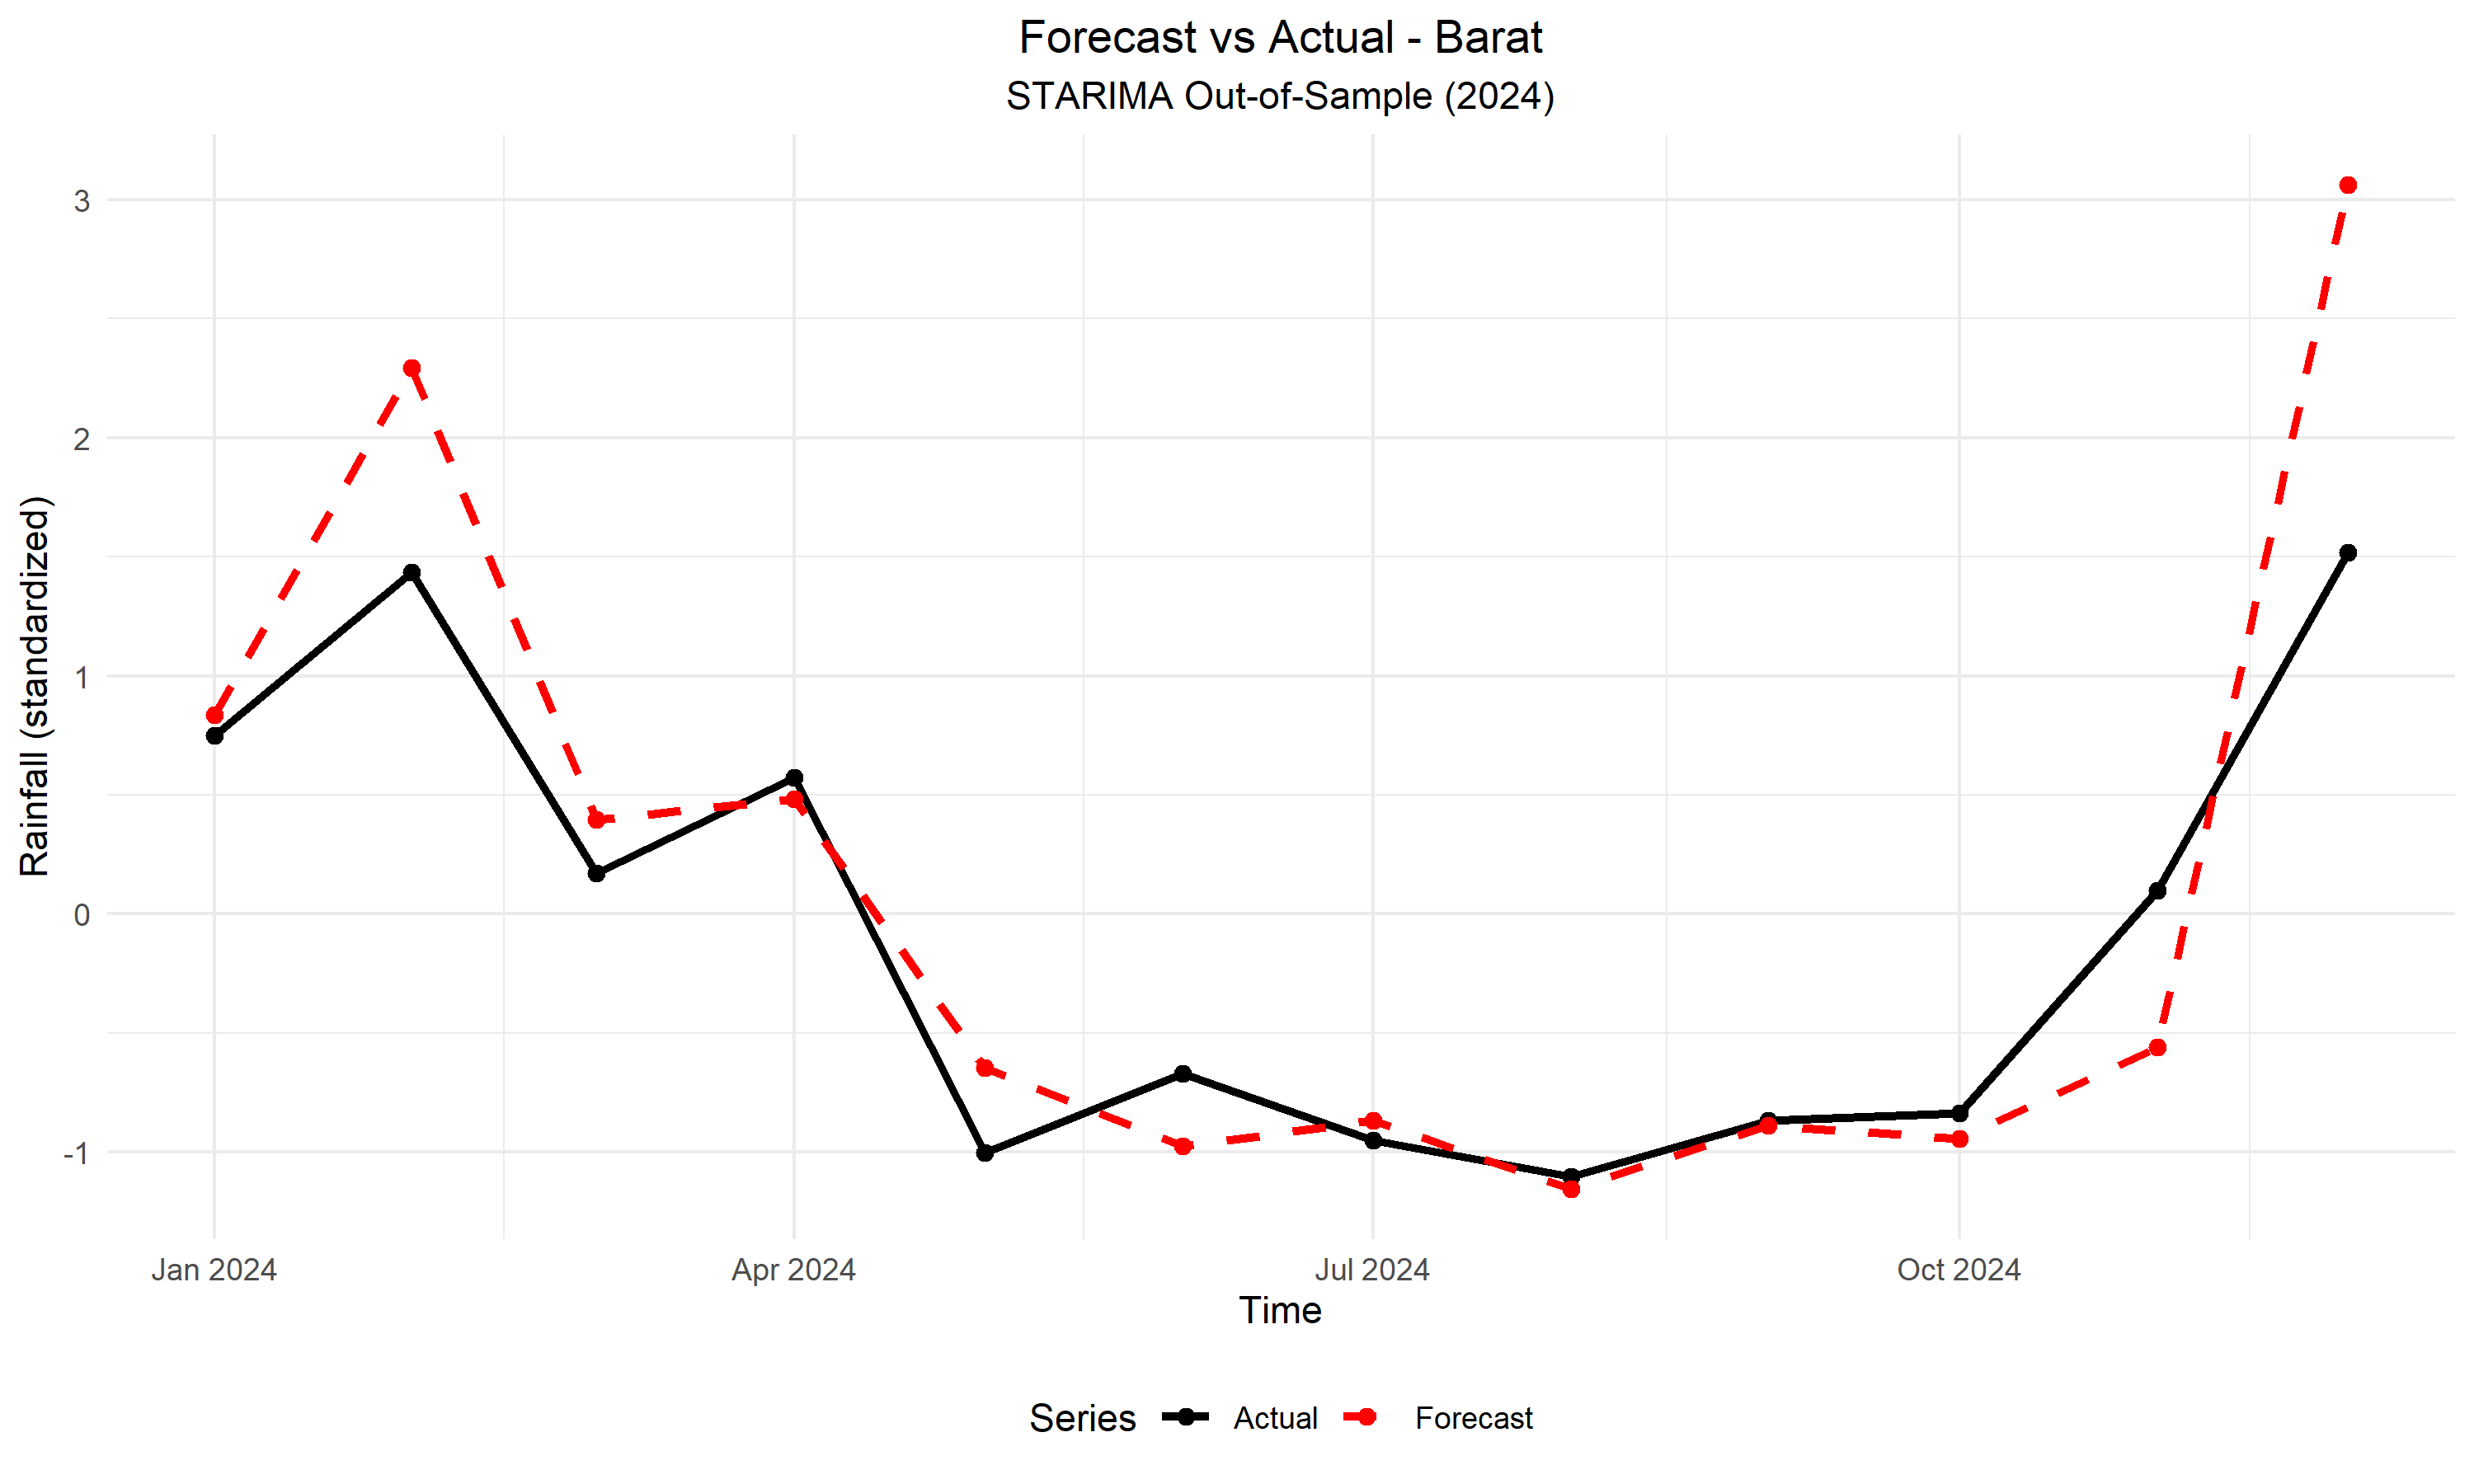 Forecast vs Actual - Barat
STARIMA Out-of-Sample (2024)
Rainfall (standardized)
3
2
1
0
-1
Jan 2024 Apr 2024 Jul 2024 Oct 2024
Time
Series Actual Forecast